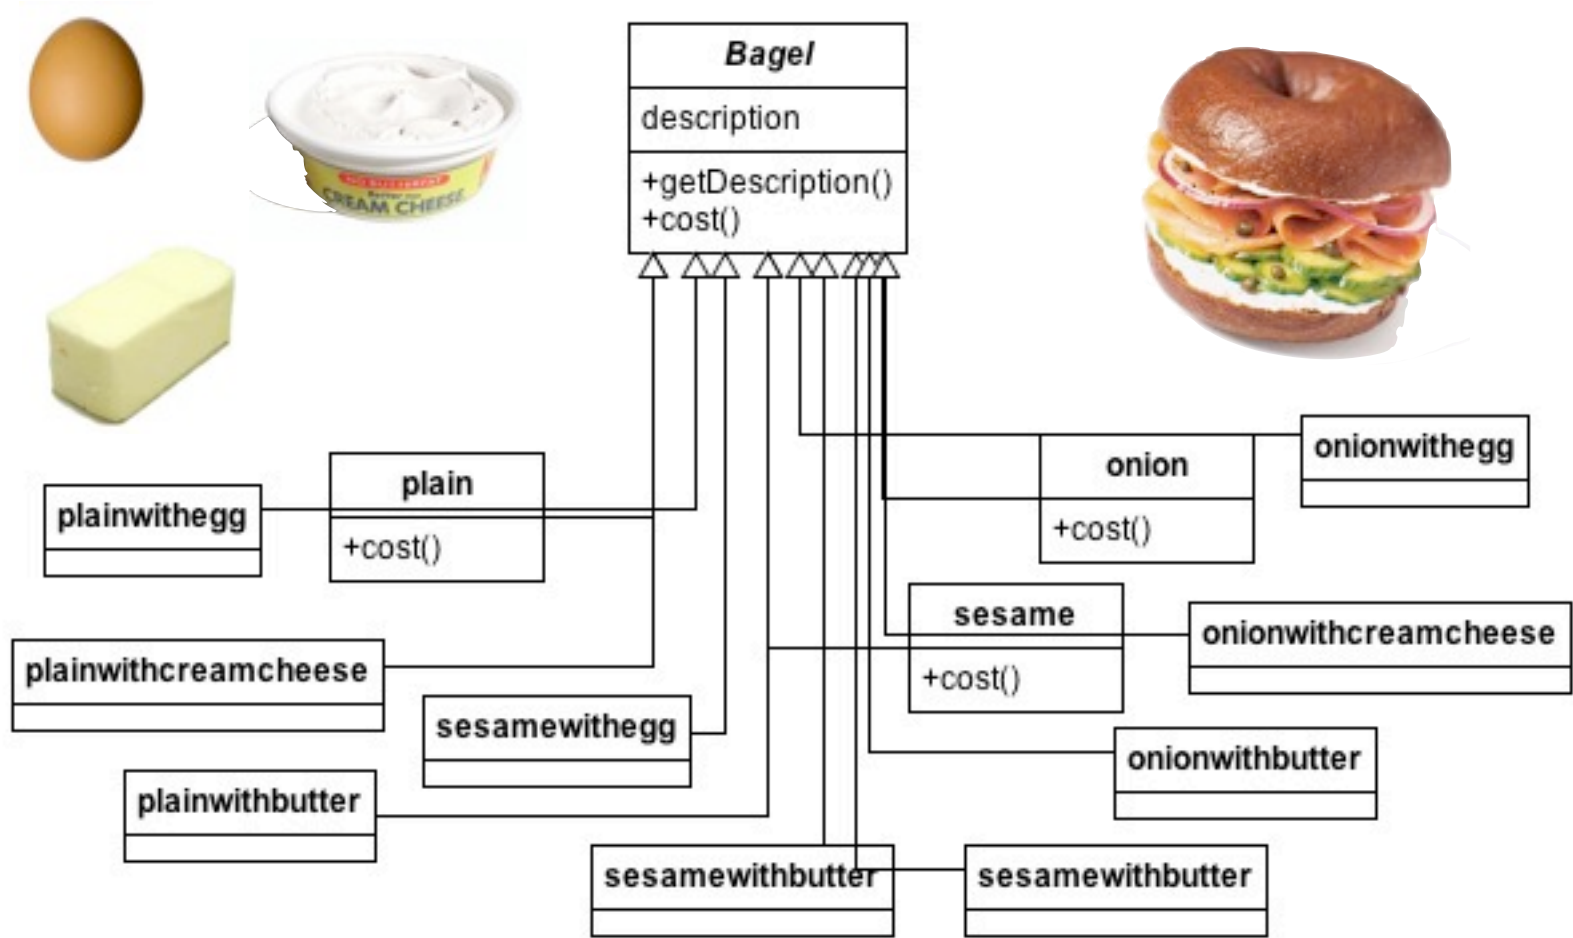 Bagel
description
+getDescription()
+cost()
CREAM CHEESE
plain
+cost()
plainwithegg
onionwithegg
onion
+cost()
plainwithcreamcheese
sesame
+cost()
onionwithcreamcheese
sesamewithegg
onionwithbutter
plainwithbutter
sesamewithbutter
sesamewithbutter